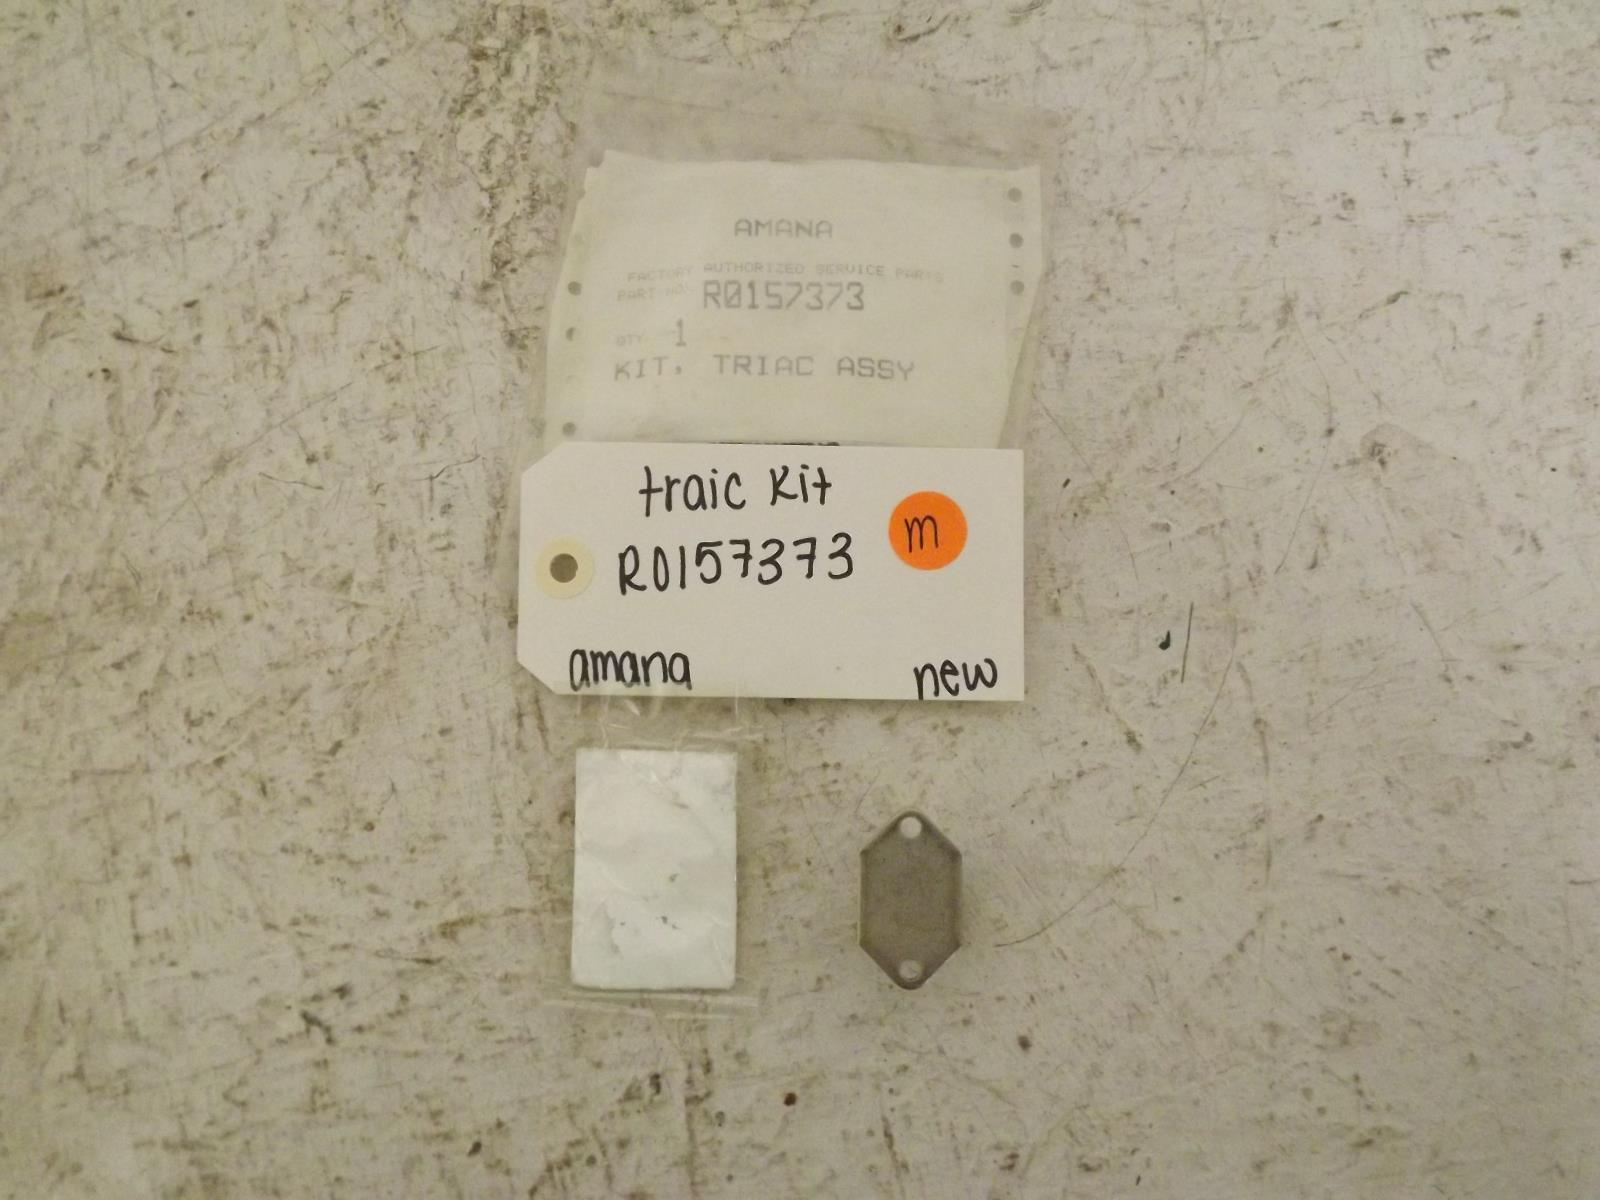 AMANA
FACTORY AUTHORIZED SERVICE PARTS
PART NO. R0157373
QTY 1
KIT, TRIAC ASSY
traic Kit
m
R0157373
amana
new